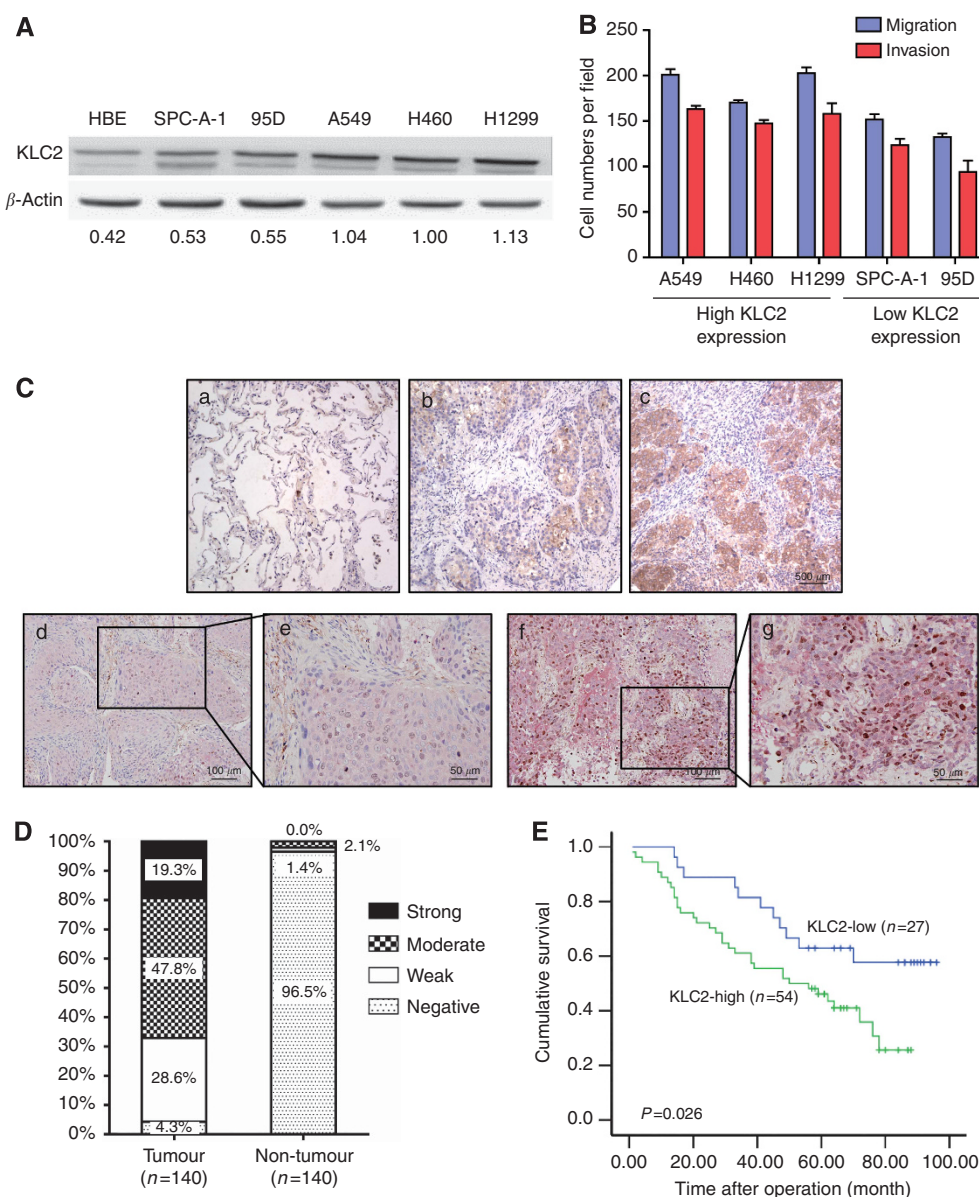 A
HBE SPC-A-1 95D A549 H460 H1299
KLC2
β-Actin
0.42 0.53 0.55 1.04 1.00 1.13
B
Migration
Invasion
Cell numbers per field
250
200
150
100
50
0
A549 H460 H1299 SPC-A-1 95D
High KLC2
expression
Low KLC2
expression
C
a
b
c
500 μm
d
100 μm
e
50 μm
f
100 μm
g
50 μm
D
100%
90%
80%
70%
60%
50%
40%
30%
20%
10%
0%
19.3%
47.8%
28.6%
4.3%
0.0%
2.1%
1.4%
96.5%
Tumour
(n=140)
Non-tumour
(n=140)
Strong
Moderate
Weak
Negative
E
Cumulative survival
1.0
0.8
0.6
0.4
0.2
0.0
KLC2-low (n=27)
KLC2-high (n=54)
P=0.026
0.00 20.00 40.00 60.00 80.00 100.00
Time after operation (month)